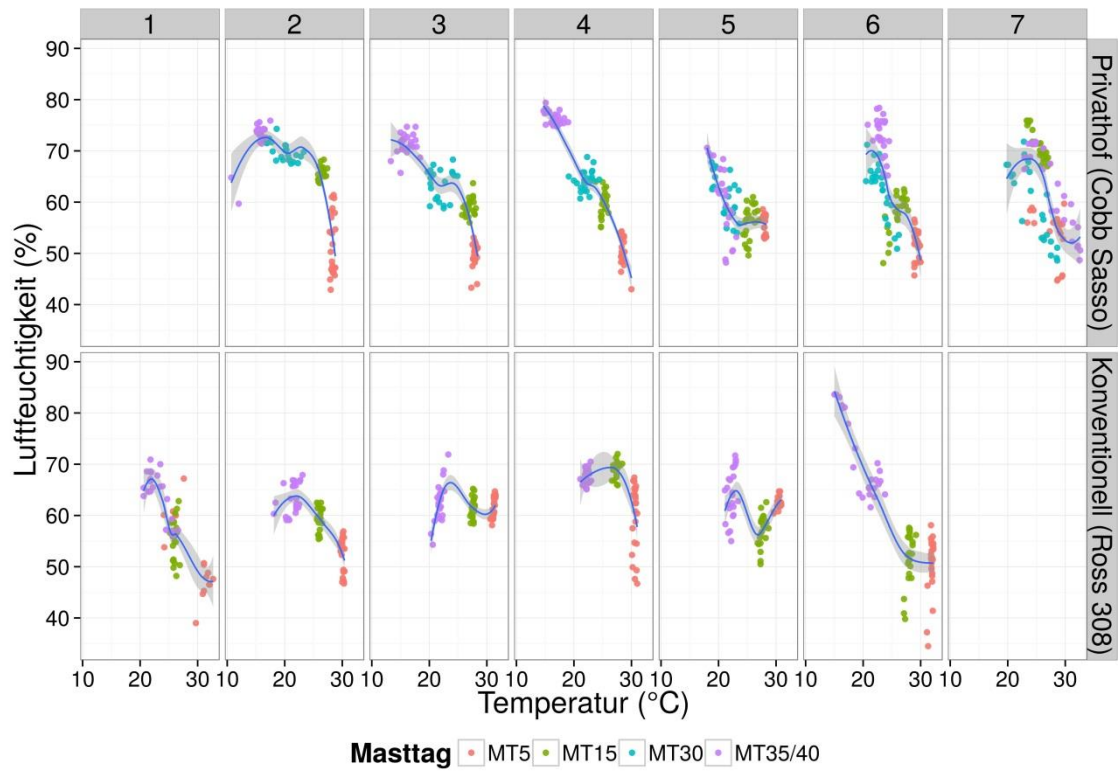 1 2 3 4 5 6 7
90
80
70
60
50
40
Privathof (Cobb Sasso)
Luftfeuchtigkeit (%)
90
80
70
60
50
40
Konventionell (Ross 308)
10 20 30 10 20 30 10 20 30 10 20 30 10 20 30 10 20 30 10 20 30
Temperatur (°C)
Masttag MT5 MT15 MT30 MT35/40